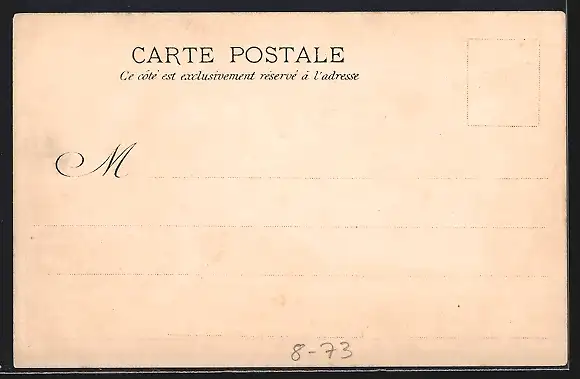 CARTE POSTALE
Ce côté est exclusivement réservé à l'adresse
M
8-73